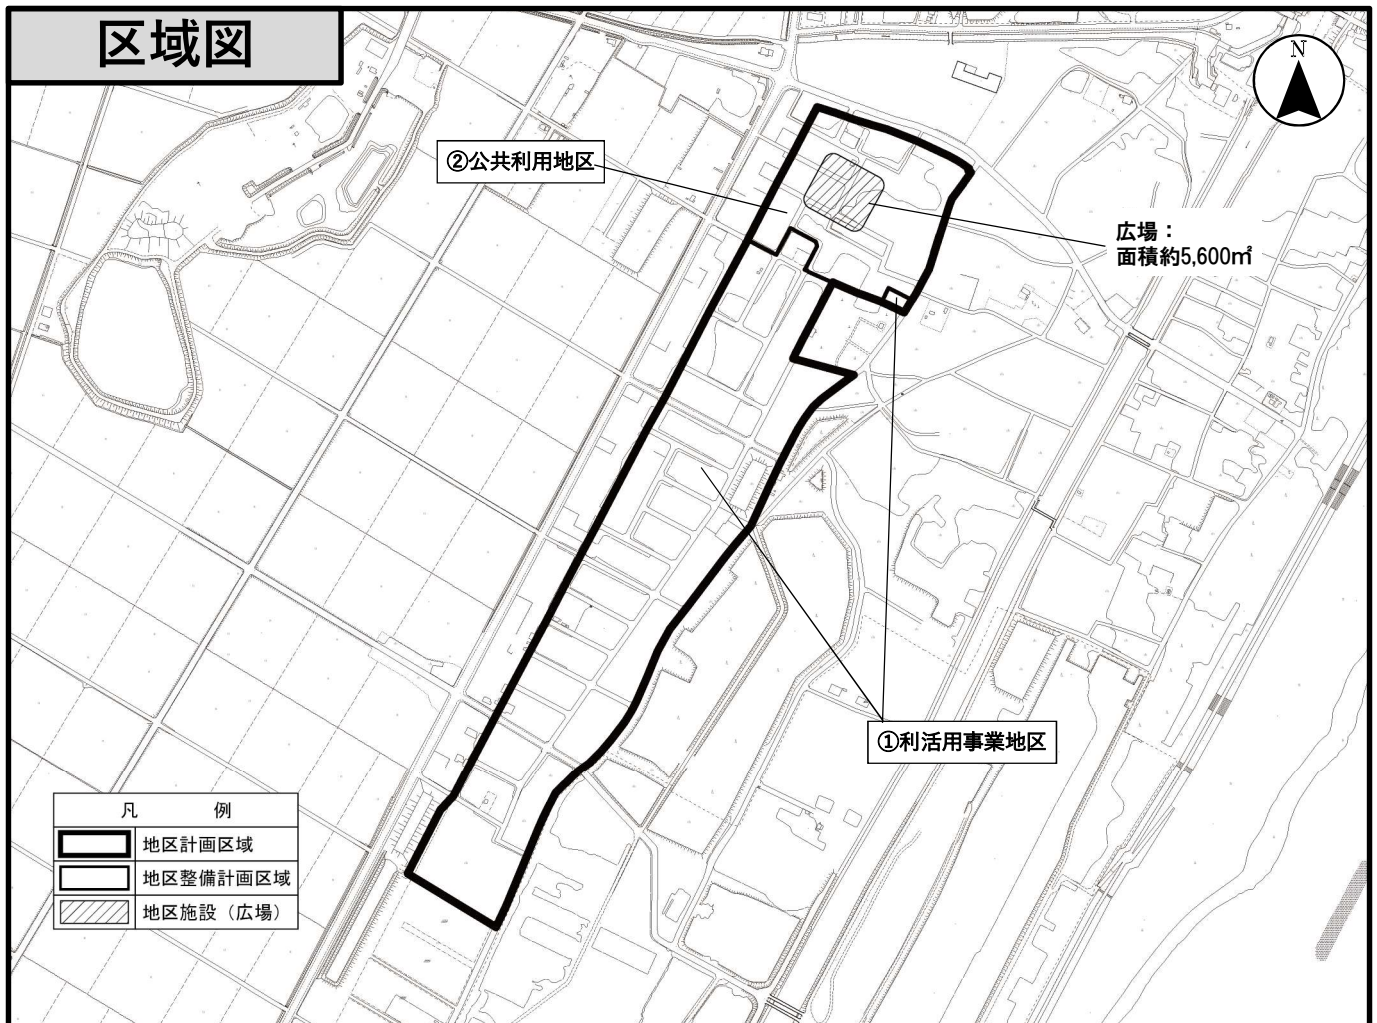 区域図
N
②公共利用地区
広場：
面積約5,600㎡
①利活用事業地区
凡　例
地区計画区域
地区整備計画区域
地区施設（広場）